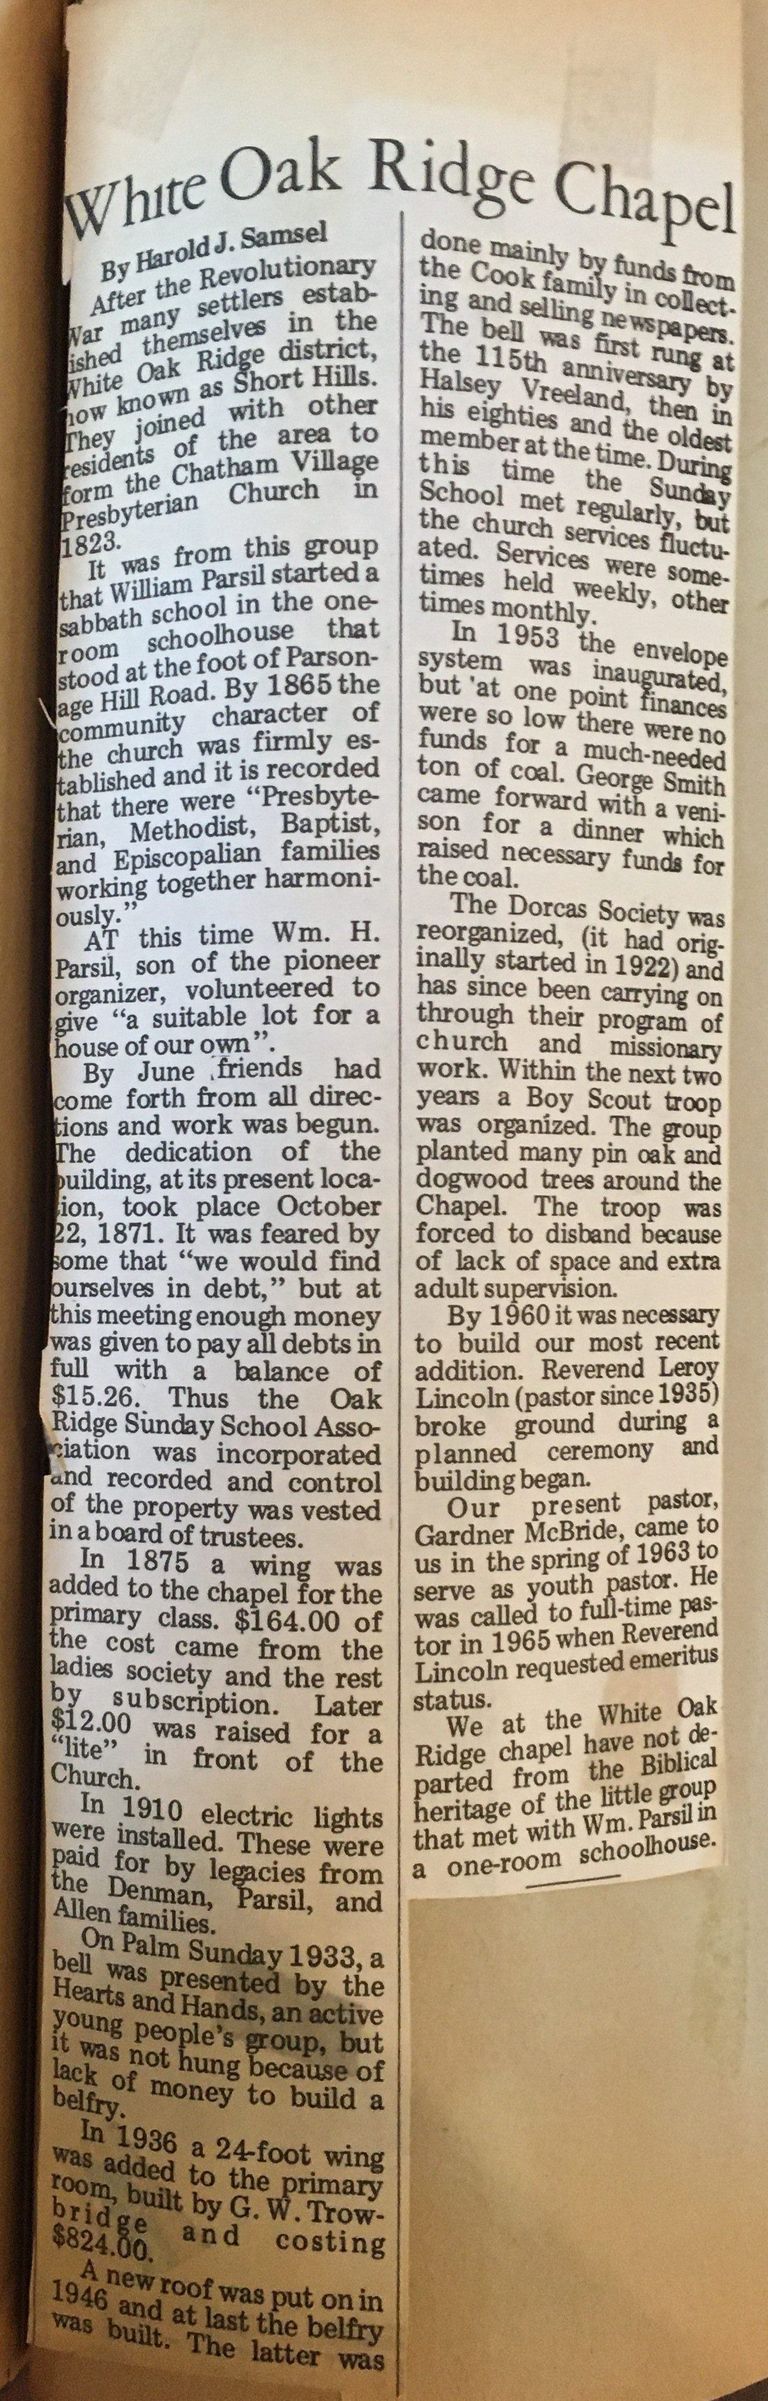 White Oak Ridge Chapel
By Harold J. Samsel
After the Revolutionary
War many settlers estab-
ished themselves in the
White Oak Ridge district,
now known as Short Hills.
They joined with other
residents of the area to
form the Chatham Village
Presbyterian Church in
1823.
It was from this group
that William Parsil started a
sabbath school in the one-
room schoolhouse that
stood at the foot of Parson-
age Hill Road. By 1865 the
community character of
the church was firmly es-
tablished and it is recorded
that there were "Presbyte-
rian, Methodist, Baptist,
and Episcopalian families
working together harmoni-
ously."
AT this time Wm. H.
Parsil, son of the pioneer
organizer, volunteered to
give "a suitable lot for a
house of our own".
By June friends had
come forth from all direc-
tions and work was begun.
The dedication of the
building, at its present loca-
tion, took place October
22, 1871. It was feared by
some that "we would find
ourselves in debt," but at
this meeting enough money
was given to pay all debts in
full with a balance of
$15.26. Thus the Oak
Ridge Sunday School Asso-
ciation was incorporated
and recorded and control
of the property was vested
in a board of trustees.
In 1875 a wing was
added to the chapel for the
primary class. $164.00 of
the cost came from the
ladies society and the rest
by subscription. Later
$12.00 was raised for a
"lite" in front of the
Church.
In 1910 electric lights
were installed. These were
paid for by legacies from
the Denman, Parsil, and
Allen families.
On Palm Sunday 1933, a
bell was presented by the
Hearts and Hands, an active
young people's group, but
it was not hung because of
lack of money to build a
belfry.
In 1936 a 24-foot wing
was added to the primary
room, built by G. W. Trow-
bridge and costing
$824.00.
A new roof was put on in
1946 and at last the belfry
was built. The latter was
done mainly by funds from
the Cook family in collect-
ing and selling newspapers.
The bell was first rung at
the 115th anniversary by
Halsey Vreeland, then in
his eighties and the oldest
member at the time. During
this time the Sunday
School met regularly, but
the church services fluctu-
ated. Services were some-
times held weekly, other
times monthly.
In 1953 the envelope
system was inaugurated,
but 'at one point finances
were so low there were no
funds for a much-needed
ton of coal. George Smith
came forward with a veni-
son for a dinner which
raised necessary funds for
the coal.
The Dorcas Society was
reorganized, (it had orig-
inally started in 1922) and
has since been carrying on
through their program of
church and missionary
work. Within the next two
years a Boy Scout troop
was organized. The group
planted many pin oak and
dogwood trees around the
Chapel. The troop was
forced to disband because
of lack of space and extra
adult supervision.
By 1960 it was necessary
to build our most recent
addition. Reverend Leroy
Lincoln (pastor since 1935)
broke ground during a
planned ceremony and
building began.
Our present pastor,
Gardner McBride, came to
us in the spring of 1963 to
serve as youth pastor. He
was called to full-time pas-
tor in 1965 when Reverend
Lincoln requested emeritus
status.
We at the White Oak
Ridge chapel have not de-
parted from the Biblical
heritage of the little group
that met with Wm. Parsil in
a one-room schoolhouse.